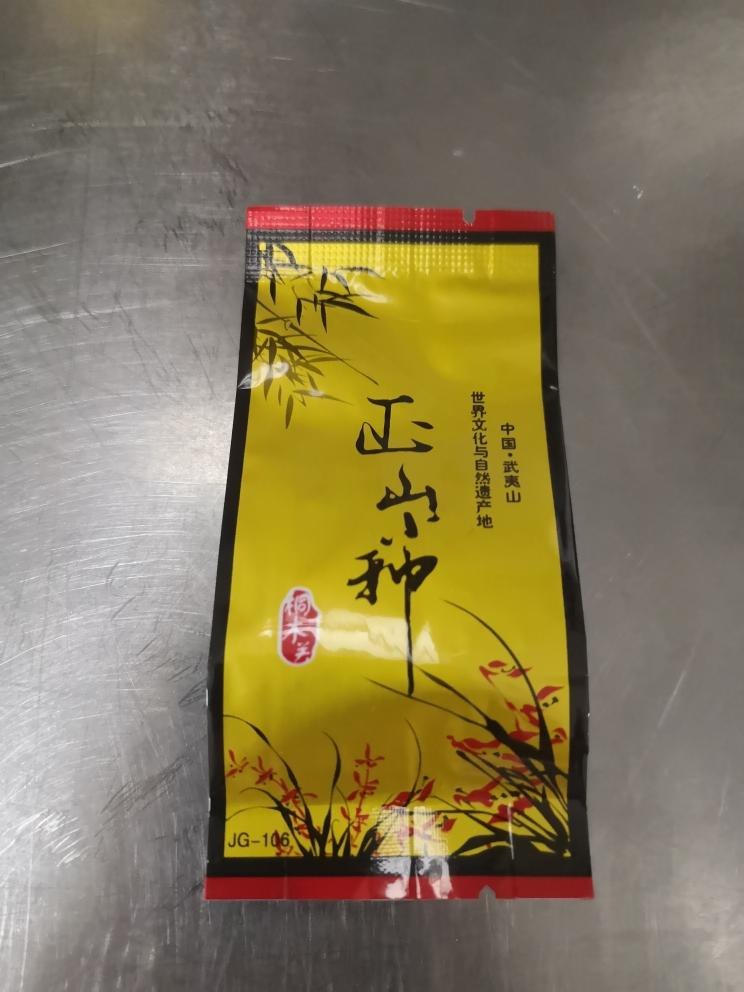 中国·武夷山
世界文化与自然遗产地
正山小种
桐木关
JG-106